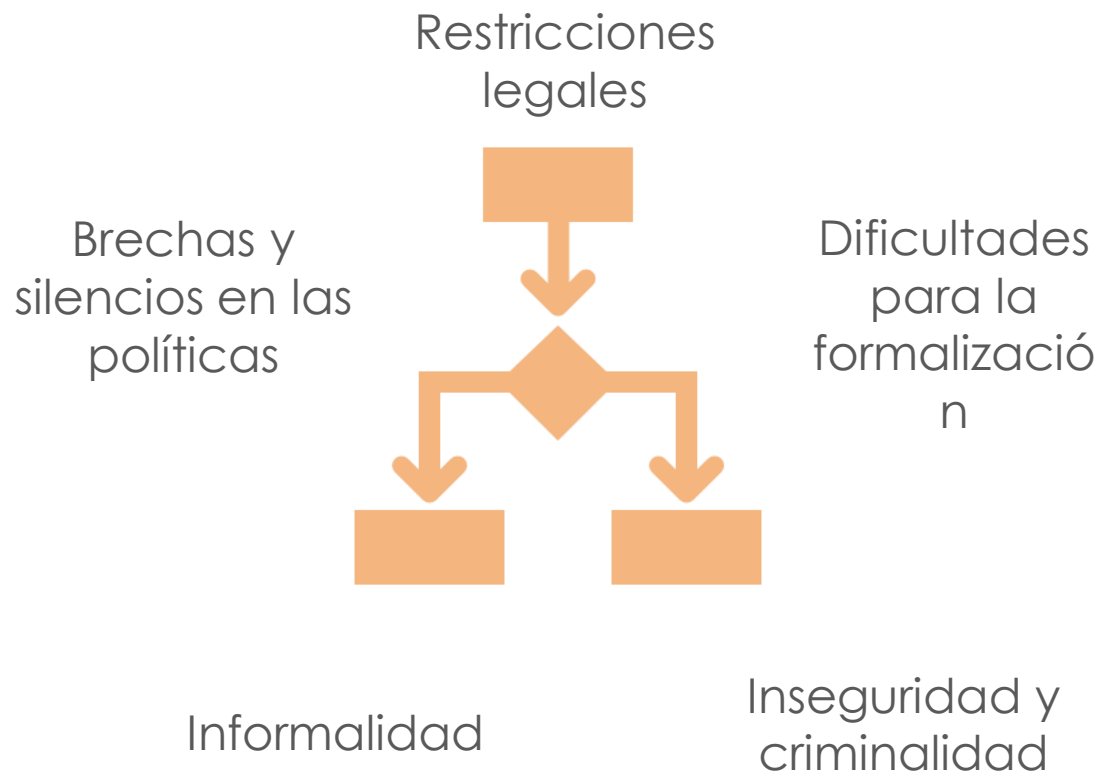 Restricciones
legales
Brechas y
silencios en las
políticas
Dificultades
para la
formalizació
n
Informalidad
Inseguridad y
criminalidad